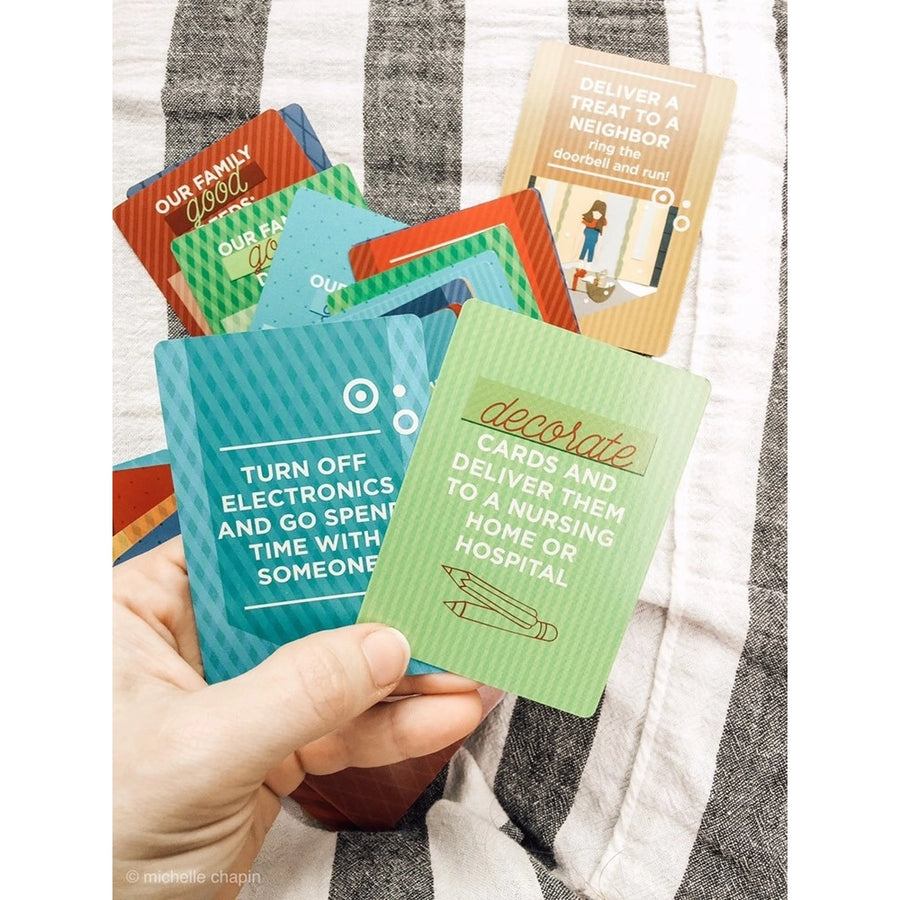 DELIVER A
TREAT TO A
NEIGHBOR
ring the
doorbell and run!
OUR FAMILY
good
OUR
TURN OFF
ELECTRONICS
AND GO SPEND
TIME WITH
SOMEONE
decorate
CARDS AND
DELIVER THEM
TO A NURSING
HOME OR
HOSPITAL
© michelle chapin